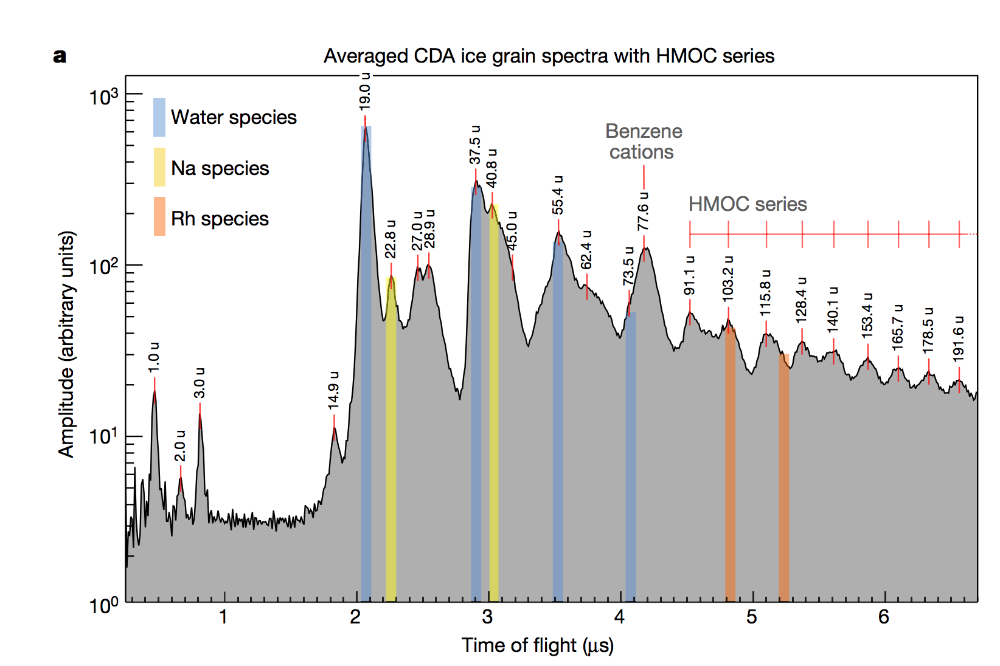 a
Averaged CDA ice grain spectra with HMOC series
10³
10²
10¹
10⁰
Amplitude (arbitrary units)
Water species
Na species
Rh species
1.0 u
2.0 u
3.0 u
14.9 u
19.0 u
22.8 u
27.0 u
28.9 u
37.5 u
40.8 u
45.0 u
55.4 u
62.4 u
73.5 u
Benzene
cations
77.6 u
HMOC series
91.1 u
103.2 u
115.8 u
128.4 u
140.1 u
153.4 u
165.7 u
178.5 u
191.6 u
1 2 3 4 5 6
Time of flight (μs)